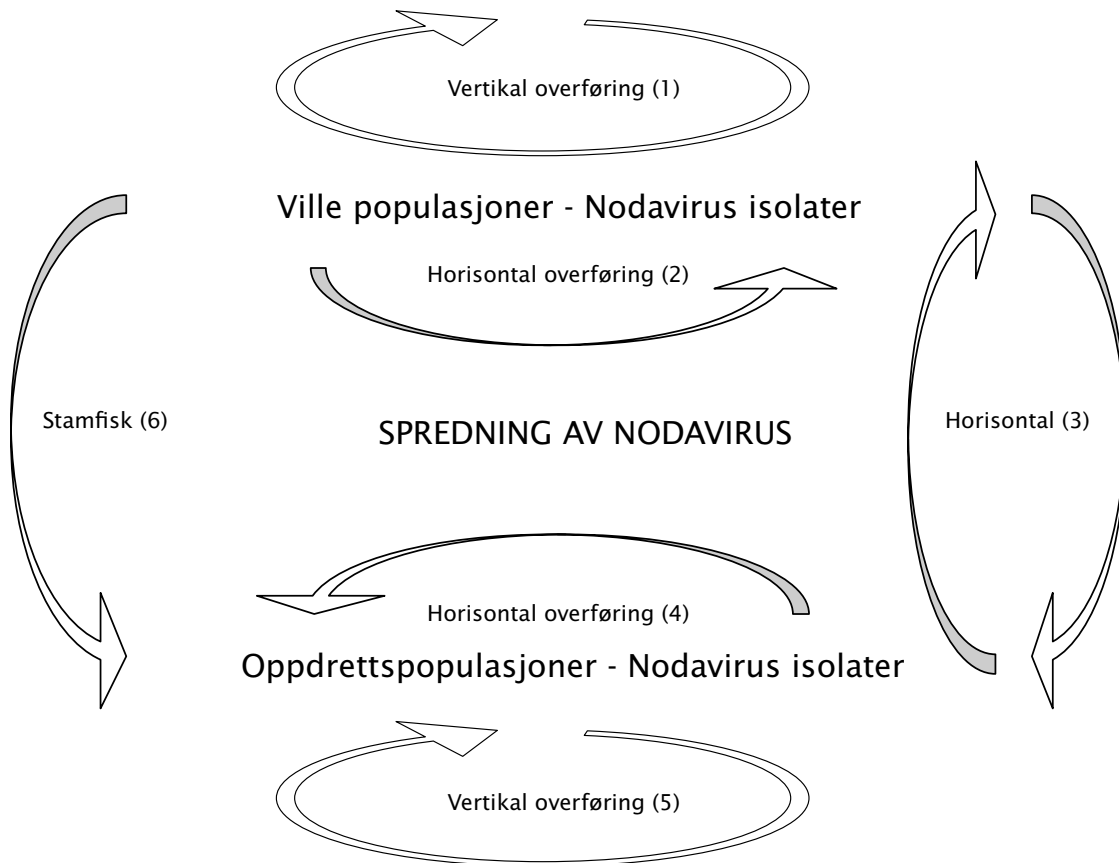 Vertikal overføring (1)
Ville populasjoner - Nodavirus isolater
Horisontal overføring (2)
Stamfisk (6)
SPREDNING AV NODAVIRUS
Horisontal (3)
Horisontal overføring (4)
Oppdrettspopulasjoner - Nodavirus isolater
Vertikal overføring (5)